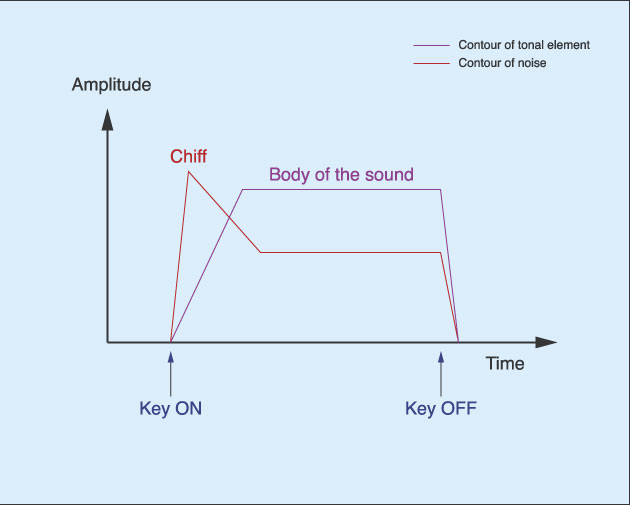 Contour of tonal element
Contour of noise
Amplitude
Chiff
Body of the sound
Time
Key ON
Key OFF